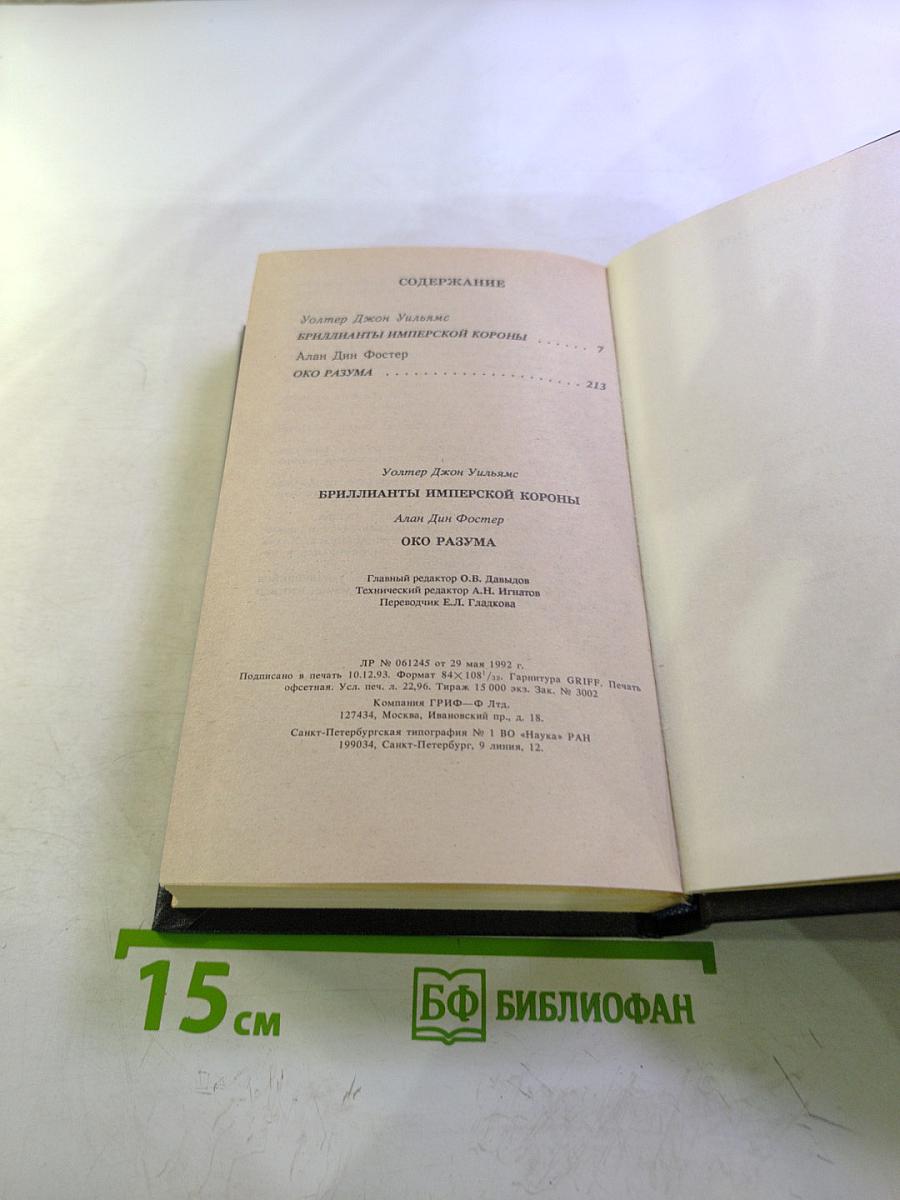 СОДЕРЖАНИЕ
Уолтер Джон Уильямс
БРИЛЛИАНТЫ ИМПЕРСКОЙ КОРОНЫ . . . . . . 7
Алан Дин Фостер
ОКО РАЗУМА . . . . . . . . . . . . . . . . . . . . . 213
Уолтер Джон Уильямс
БРИЛЛИАНТЫ ИМПЕРСКОЙ КОРОНЫ
Алан Дин Фостер
ОКО РАЗУМА
Главный редактор О.В. Давыдов
Технический редактор А.Н. Игнатов
Переводчик Е.Л. Гладкова
ЛР № 061245 от 29 мая 1992 г.
Подписано в печать 10.12.93. Формат 84×108¹/₃₂. Гарнитура GRIFF. Печать
офсетная. Усл. печ. л. 22,96. Тираж 15 000 экз. Зак. № 3002
Компания ГРИФ—Ф Лтд.
127434, Москва, Ивановский пр., д. 18.
Санкт-Петербургская типография № 1 ВО «Наука» РАН
199034, Санкт-Петербург, 9 линия, 12.
15 см
БФ БИБЛИОФАН